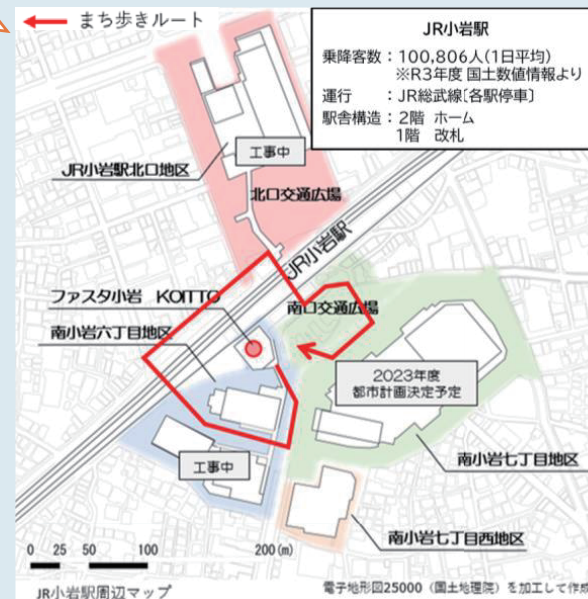 まち歩きルート
JR小岩駅
乗降客数：100,806人(1日平均)
※R3年度 国土数値情報より
運行　：JR総武線〔各駅停車〕
駅舎構造：2階 ホーム
1階 改札
工事中
JR小岩駅北口地区
北口交通広場
JR小岩駅
ファスタ小岩　KOITTO
南口交通広場
南小岩六丁目地区
2023年度
都市計画決定予定
南小岩七丁目地区
工事中
南小岩七丁目西地区
0 25 50 100 200(m)
JR小岩駅周辺マップ
電子地形図25000（国土地理院）を加工して作成